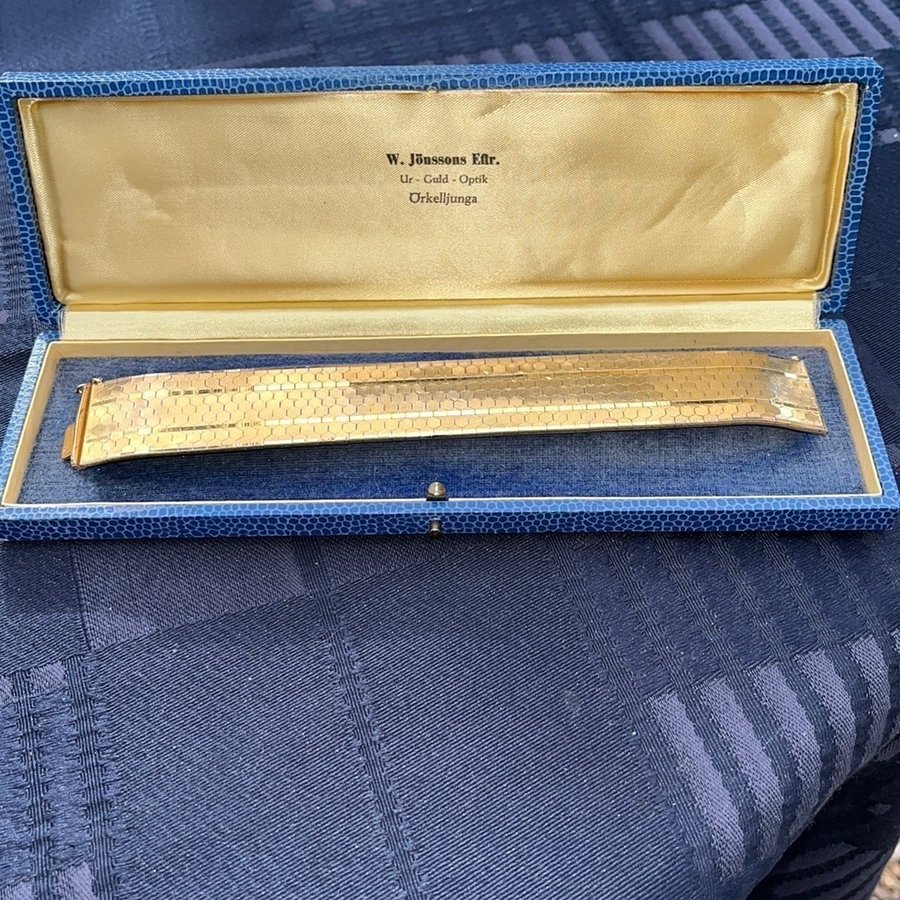 W. Jönssons Eftr.
Ur - Guld - Optik
Örkelljunga